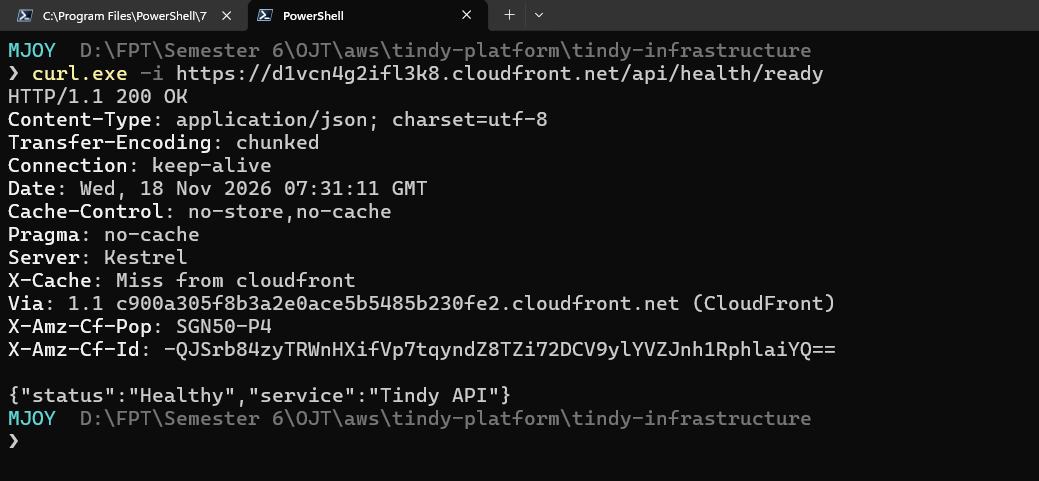 C:\Program Files\PowerShell\7
PowerShell
MJOY D:\FPT\Semester 6\OJT\aws\tindy-platform\tindy-infrastructure
❯ curl.exe -i https://d1vcn4g2ifl3k8.cloudfront.net/api/health/ready
HTTP/1.1 200 OK
Content-Type: application/json; charset=utf-8
Transfer-Encoding: chunked
Connection: keep-alive
Date: Wed, 18 Nov 2026 07:31:11 GMT
Cache-Control: no-store,no-cache
Pragma: no-cache
Server: Kestrel
X-Cache: Miss from cloudfront
Via: 1.1 c900a305f8b3a2e0ace5b5485b230fe2.cloudfront.net (CloudFront)
X-Amz-Cf-Pop: SGN50-P4
X-Amz-Cf-Id: -QJSrb84zyTRWnHXifVp7tqyndZ8TZi72DCV9ylYVZJnh1RphlaiYQ==
{"status":"Healthy","service":"Tindy API"}
MJOY D:\FPT\Semester 6\OJT\aws\tindy-platform\tindy-infrastructure
❯